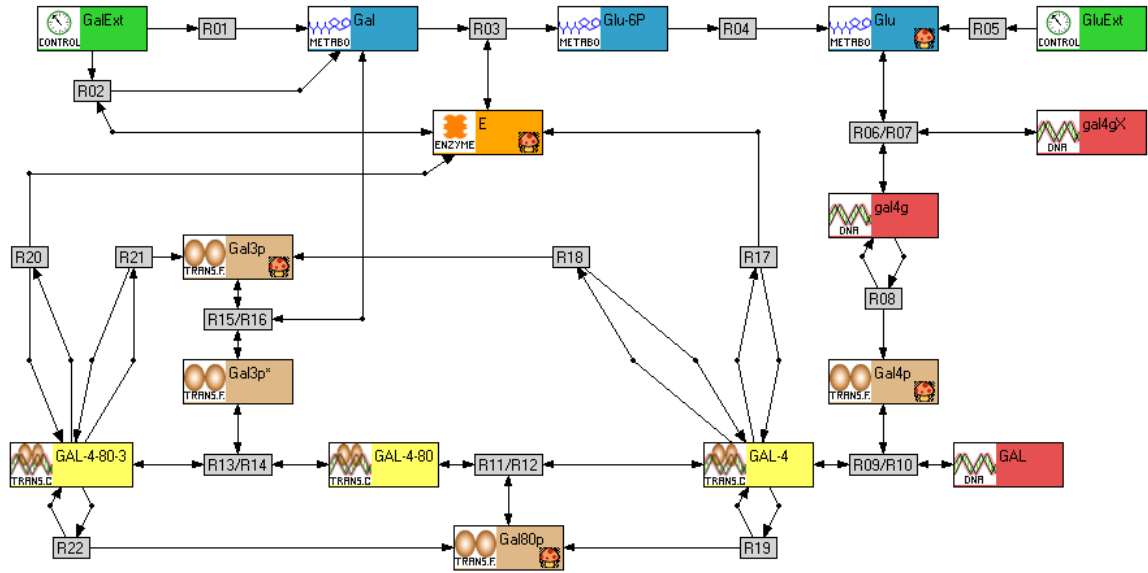 GalExt
CONTROL
R01
Gal
METABO
R03
Glu-6P
METABO
R04
Glu
METABO
R05
GluExt
CONTROL
R02
E
ENZYME
R06/R07
gal4gX
DNA
gal4g
DNA
R20
R21
Gal3p
TRANS.F.
R18
R17
R08
R15/R16
Gal3p*
TRANS.F.
Gal4p
TRANS.F.
GAL-4-80-3
TRANS.C
R13/R14
GAL-4-80
TRANS.C
R11/R12
GAL-4
TRANS.C
R09/R10
GAL
DNA
R22
Gal80p
TRANS.F.
R19